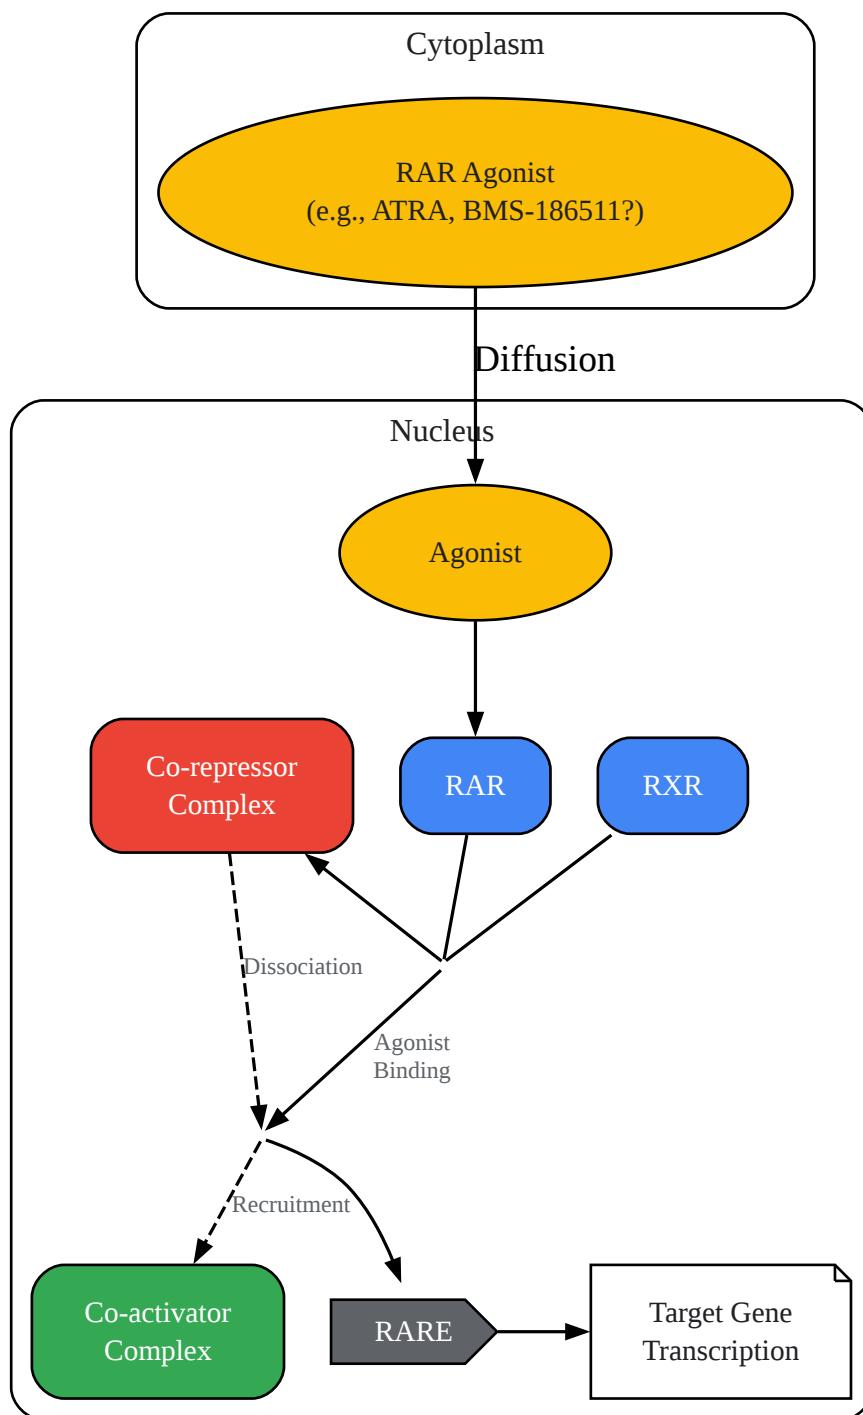 Cytoplasm
RAR Agonist
(e.g., ATRA, BMS-186511?)
Diffusion
Nucleus
Agonist
Co-repressor
Complex
RAR
RXR
Dissociation
Agonist
Binding
Recruitment
Co-activator
Complex
RARE
Target Gene
Transcription